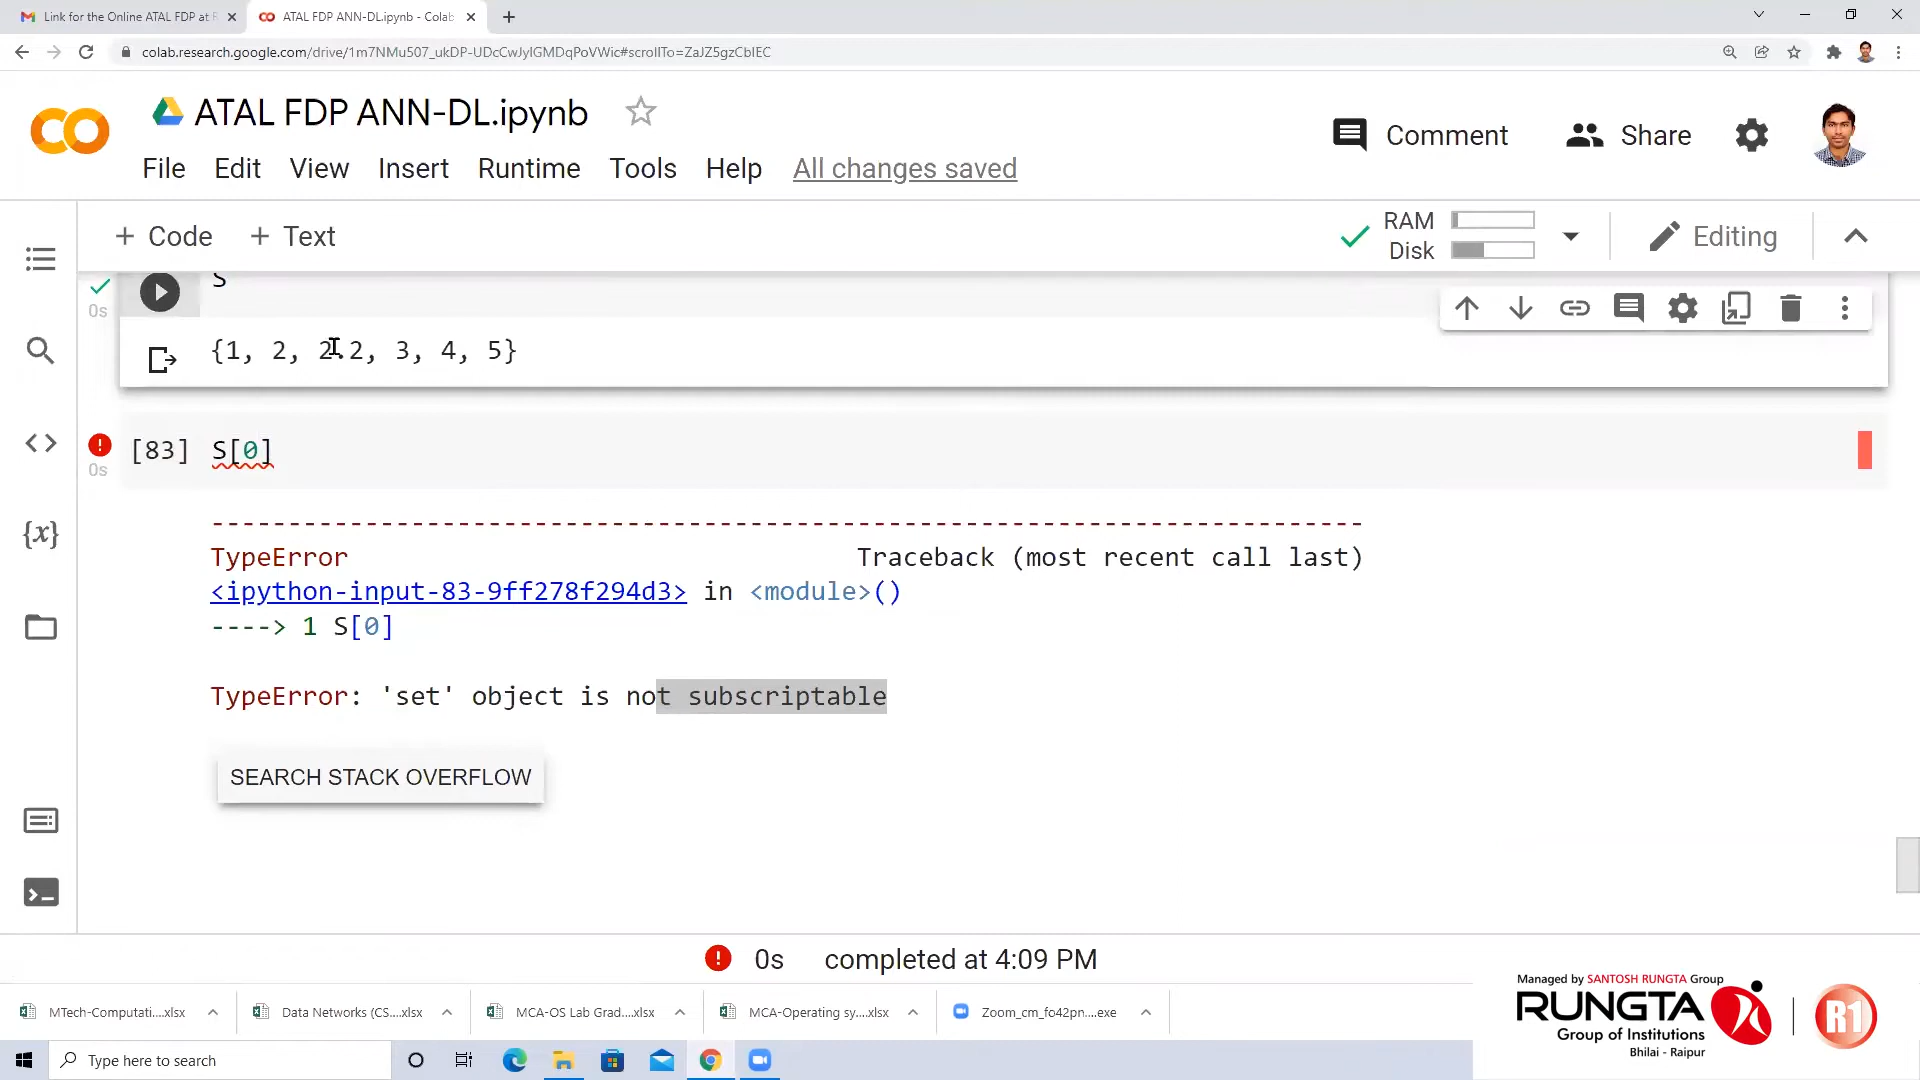 Link for the Online ATAL FDP at R
ATAL FDP ANN-DL.ipynb - Colab
colab.research.google.com/drive/1m7NMu507_ukDP-UDcCwJyIGMDqPoVWic#scrollTo=ZaJZ5gzCbIEC
CO
ATAL FDP ANN-DL.ipynb
Comment
Share
File Edit View Insert Runtime Tools Help All changes saved
+ Code + Text
RAM
Disk
Editing
S
0s
{1, 2, 2.2, 3, 4, 5}
[83] S[0]
0s
---------------------------------------------------------------------------
TypeError Traceback (most recent call last)
<ipython-input-83-9ff278f294d3> in <module>()
----> 1 S[0]
TypeError: 'set' object is not subscriptable
SEARCH STACK OVERFLOW
{x}
0s completed at 4:09 PM
MTech-Computati....xlsx
Data Networks (CS....xlsx
MCA-OS Lab Grad....xlsx
MCA-Operating sy....xlsx
Zoom_cm_fo42pn....exe
Managed by SANTOSH RUNGTA Group
RUNGTA
Group of Institutions
Bhilai - Raipur
R1
Type here to search